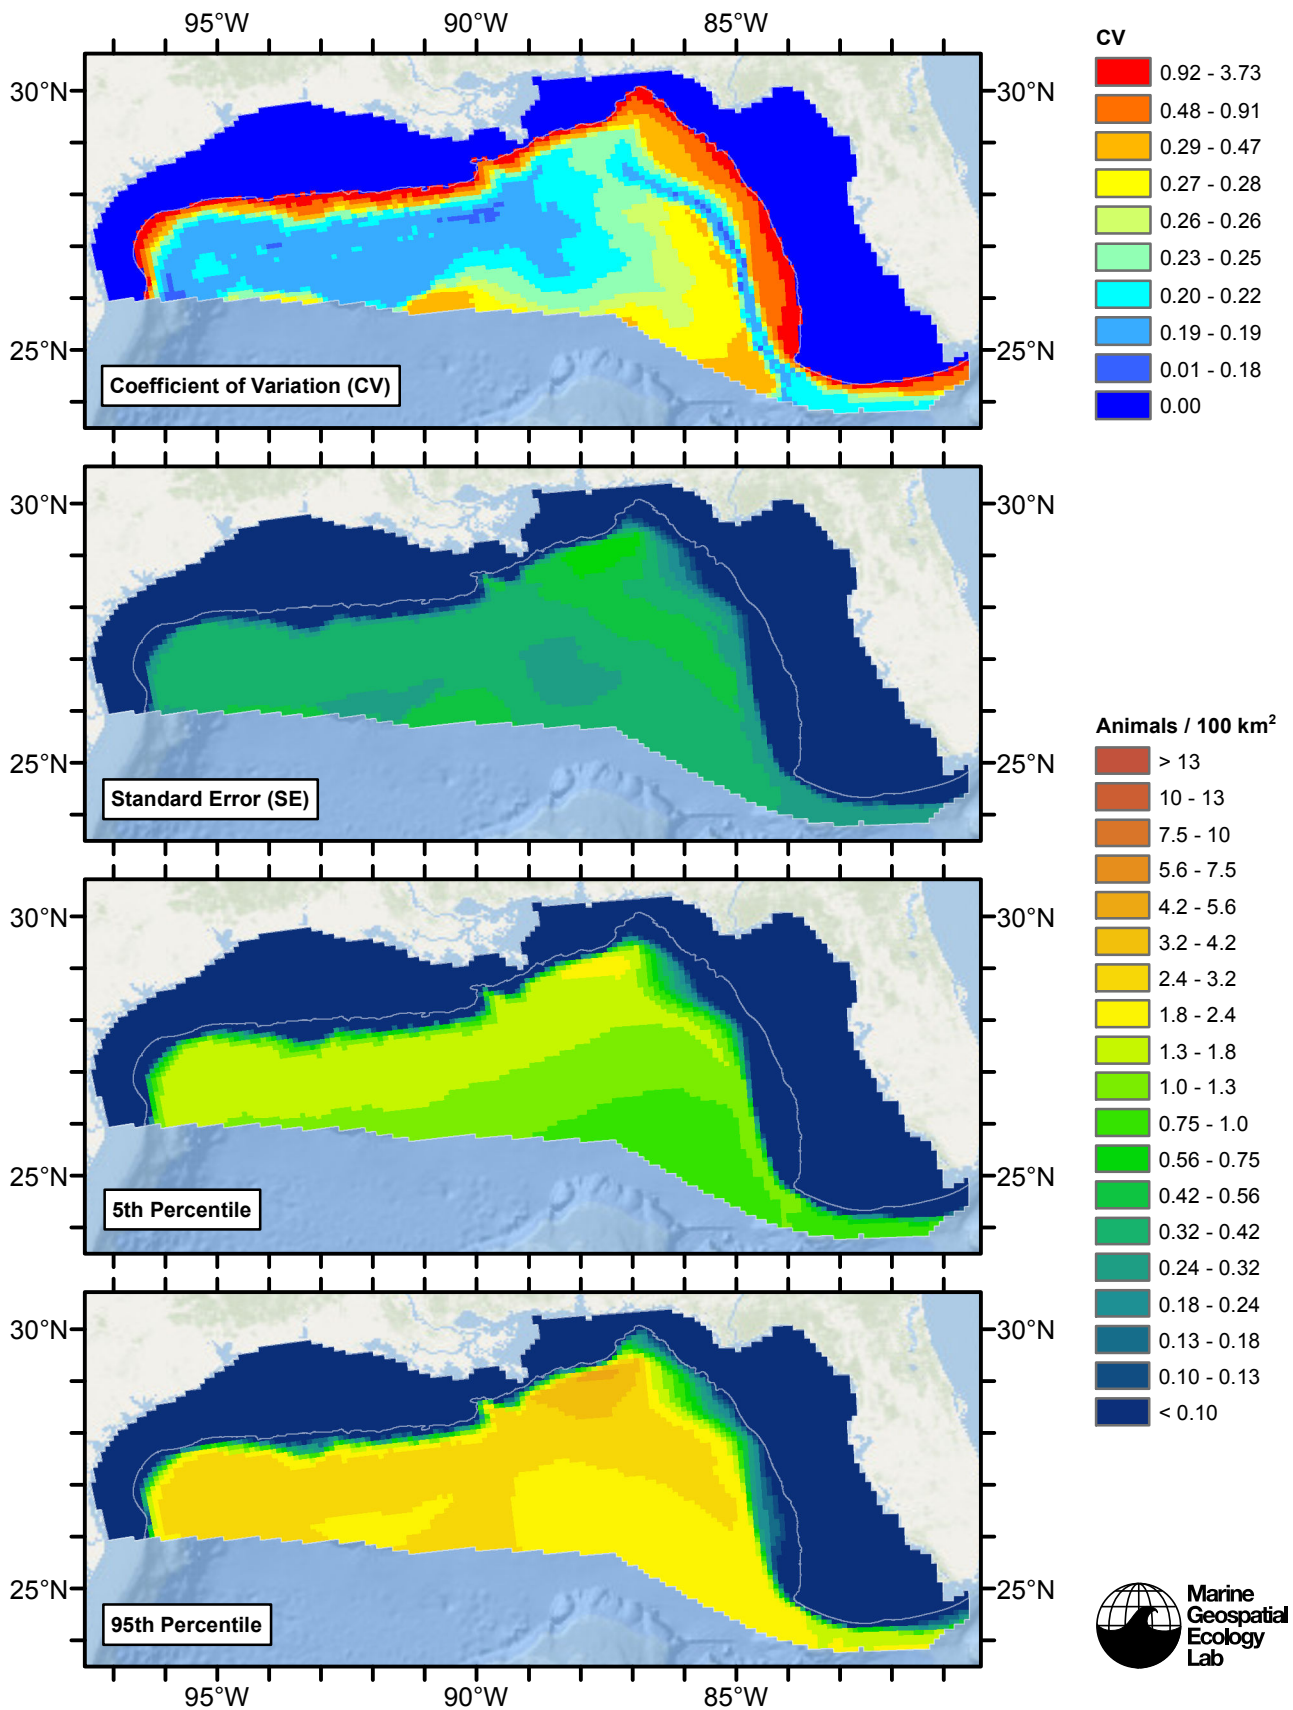 95°W 90°W 85°W
30°N 30°N
25°N 25°N
Coefficient of Variation (CV)
CV
0.92 - 3.73
0.48 - 0.91
0.29 - 0.47
0.27 - 0.28
0.26 - 0.26
0.23 - 0.25
0.20 - 0.22
0.19 - 0.19
0.01 - 0.18
0.00
30°N 30°N
25°N 25°N
Standard Error (SE)
30°N 30°N
25°N 25°N
5th Percentile
Animals / 100 km²
> 13
10 - 13
7.5 - 10
5.6 - 7.5
4.2 - 5.6
3.2 - 4.2
2.4 - 3.2
1.8 - 2.4
1.3 - 1.8
1.0 - 1.3
0.75 - 1.0
0.56 - 0.75
0.42 - 0.56
0.32 - 0.42
0.24 - 0.32
0.18 - 0.24
0.13 - 0.18
0.10 - 0.13
< 0.10
30°N 30°N
25°N 25°N
95th Percentile
95°W 90°W 85°W
Marine
Geospatial
Ecology
Lab